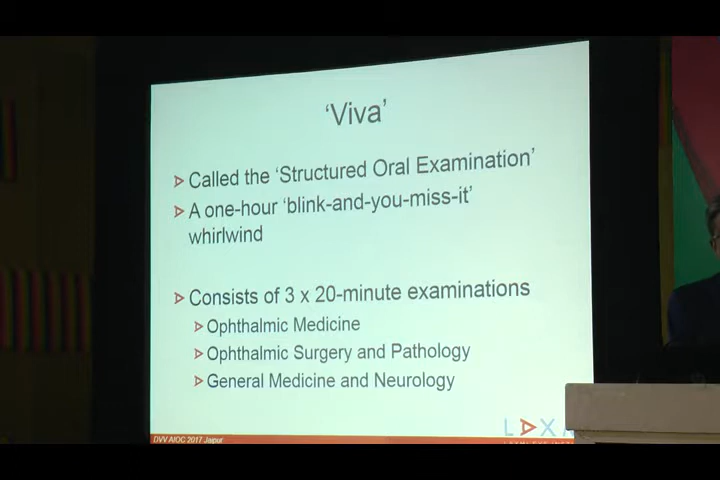 ‘Viva’
Called the ‘Structured Oral Examination’
A one-hour ‘blink-and-you-miss-it’
whirlwind
Consists of 3 x 20-minute examinations
Ophthalmic Medicine
Ophthalmic Surgery and Pathology
General Medicine and Neurology
DVV AIOC 2017 Jaipur